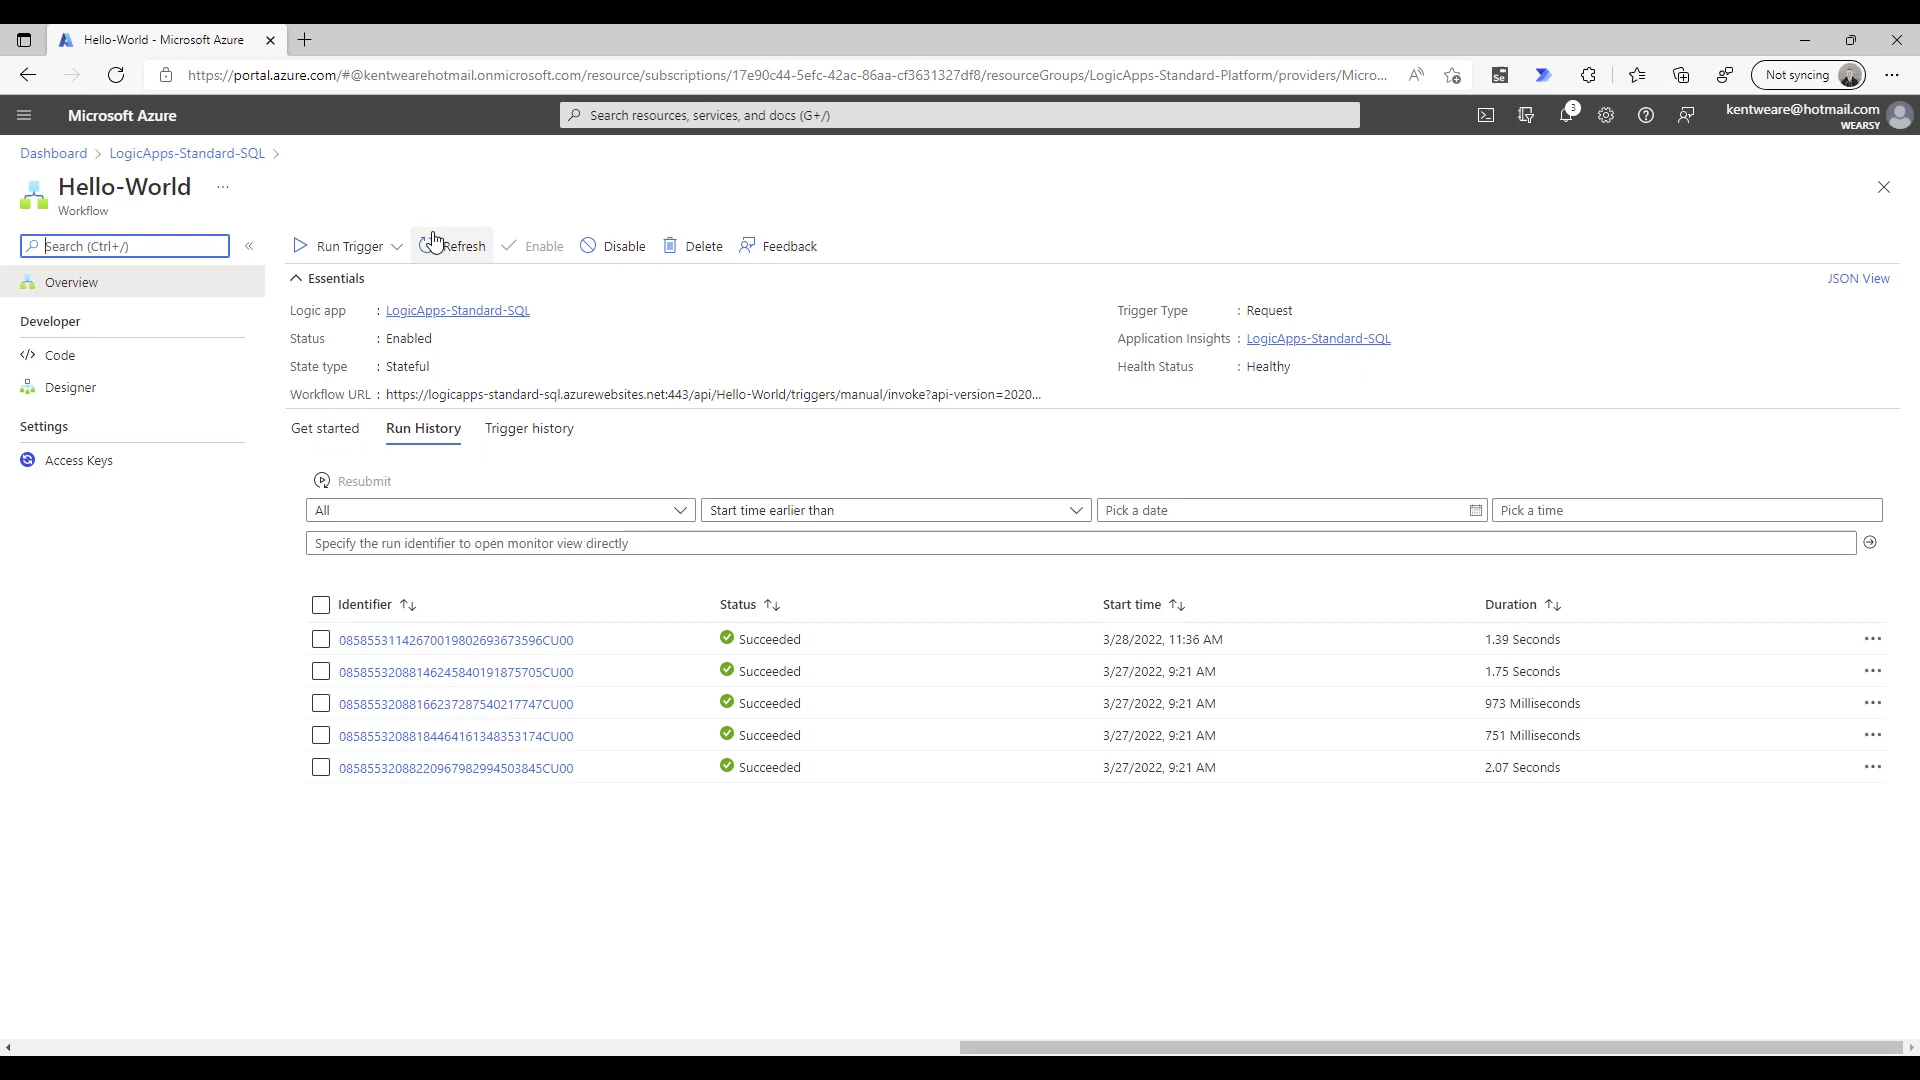 Hello-World - Microsoft Azure
https://portal.azure.com/#@kentwearehotmail.onmicrosoft.com/resource/subscriptions/17e90c44-5efc-42ac-86aa-cf3631327df8/resourceGroups/LogicApps-Standard-Platform/providers/Micro...
Not syncing
Microsoft Azure
Search resources, services, and docs (G+/)
3
kentweare@hotmail.com
WEARSY
Dashboard > LogicApps-Standard-SQL >
Hello-World ...
Workflow
Search (Ctrl+/)
Run Trigger
Refresh
Enable
Disable
Delete
Feedback
Overview
Developer
Code
Designer
Settings
Access Keys
Essentials
JSON View
Logic app : LogicApps-Standard-SQL
Trigger Type : Request
Status : Enabled
Application Insights : LogicApps-Standard-SQL
State type : Stateful
Health Status : Healthy
Workflow URL : https://logicapps-standard-sql.azurewebsites.net:443/api/Hello-World/triggers/manual/invoke?api-version=2020...
Get started Run History Trigger history
Resubmit
All
Start time earlier than
Pick a date
Pick a time
Specify the run identifier to open monitor view directly
Identifier Status Start time Duration
08585531142670019802693673596CU00 Succeeded 3/28/2022, 11:36 AM 1.39 Seconds
08585532088146245840191875705CU00 Succeeded 3/27/2022, 9:21 AM 1.75 Seconds
08585532088166237287540217747CU00 Succeeded 3/27/2022, 9:21 AM 973 Milliseconds
08585532088184464161348353174CU00 Succeeded 3/27/2022, 9:21 AM 751 Milliseconds
08585532088220967982994503845CU00 Succeeded 3/27/2022, 9:21 AM 2.07 Seconds